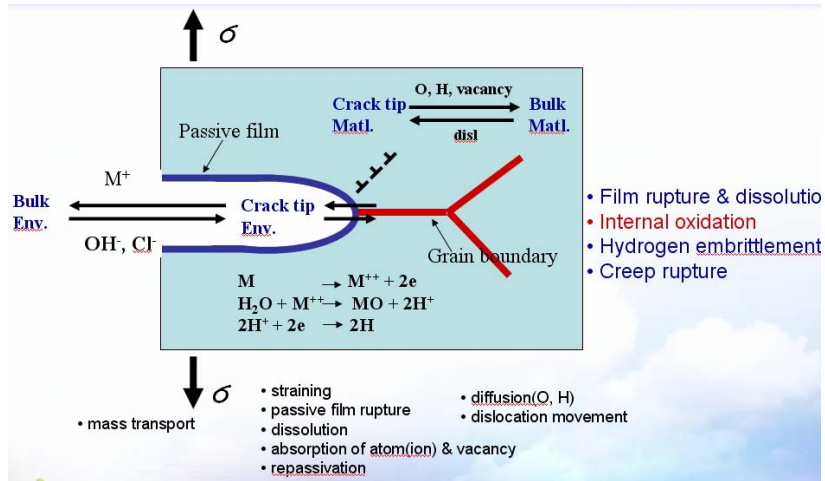 σ
O, H, vacancy
Crack tip Bulk
Matl. Matl.
disl
Passive film
M⁺
Bulk
Env.
Crack tip
Env.
OH⁻, Cl⁻
Grain boundary
M → M⁺⁺ + 2e
H₂O + M⁺⁺ → MO + 2H⁺
2H⁺ + 2e → 2H
• Film rupture & dissolutio
• Internal oxidation
• Hydrogen embrittlement
• Creep rupture
σ
• mass transport
• straining
• passive film rupture
• dissolution
• absorption of atom(ion) & vacancy
• repassivation
• diffusion(O, H)
• dislocation movement